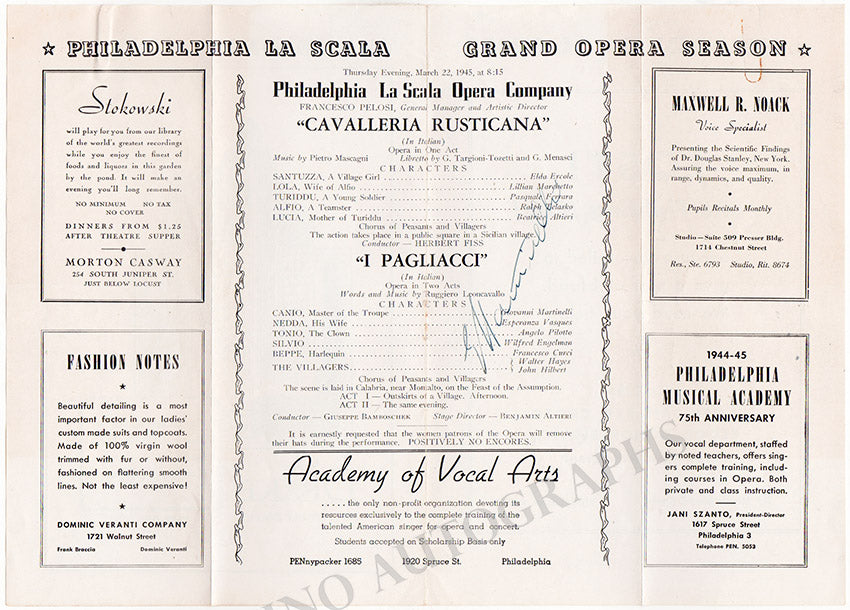 ☆ PHILADELPHIA LA SCALA GRAND OPERA SEASON ☆
Stokowski
will play for you from our library
of the world's greatest recordings
while you enjoy the finest of
foods and liquors in this garden
by the pond. It will make an
evening you'll long remember.
NO MINIMUM NO TAX
NO COVER
DINNERS FROM $1.25
AFTER THEATRE SUPPER
MORTON CASWAY
254 SOUTH JUNIPER ST.
JUST BELOW LOCUST
FASHION NOTES
★
Beautiful detailing is a most
important factor in our ladies'
custom made suits and topcoats.
Made of 100% virgin wool
trimmed with fur or without,
fashioned on flattering smooth
lines. Not the least expensive!
★
DOMINIC VERANTI COMPANY
1721 Walnut Street
Frank Braccia Dominic Veranti
Thursday Evening, March 22, 1945, at 8:15
Philadelphia La Scala Opera Company
FRANCESCO PELOSI, General Manager and Artistic Director
"CAVALLERIA RUSTICANA"
(In Italian)
Opera in One Act
Music by Pietro Mascagni Libretto by G. Targioni-Tozetti and G. Menasci
CHARACTERS
SANTUZZA, A Village Girl Elda Ercole
LOLA, Wife of Alfio Lillian Marchetto
TURIDDU, A Young Soldier Pasquale Ferrara
ALFIO, A Teamster Ralph Telasko
LUCIA, Mother of Turiddu Beatrice Altieri
Chorus of Peasants and Villagers
The action takes place in a public square in a Sicilian village.
Conductor — HERBERT FISS
"I PAGLIACCI"
(In Italian)
Opera in Two Acts
Words and Music by Ruggiero Leoncavallo
CHARACTERS
CANIO, Master of the Troupe Giovanni Martinelli
NEDDA, His Wife Esperanza Vasques
TONIO, The Clown Angelo Pilotto
SILVIO Wilfred Engelman
BEPPE, Harlequin Francesco Curci
THE VILLAGERS { Walter Hayes
John Hilbert
Chorus of Peasants and Villagers
The scene is laid in Calabria, near Montalto, on the Feast of the Assumption.
ACT I — Outskirts of a Village. Afternoon.
ACT II — The same evening.
Conductor — GIUSEPPE BAMBOSCHEK Stage Director — BENJAMIN ALTIERI
It is earnestly requested that the women patrons of the Opera will remove
their hats during the performance. POSITIVELY NO ENCORES.
Academy of Vocal Arts
..... the only non-profit organization devoting its
resources exclusively to the complete training of the
talented American singer for opera and concert.
Students accepted on Scholarship Basis only
PENnypacker 1685 1920 Spruce St. Philadelphia
MAXWELL R. NOACK
Voice Specialist
Presenting the Scientific Findings
of Dr. Douglas Stanley, New York.
Assuring the voice maximum, in
range, dynamics, and quality.
•
Pupils Recitals Monthly
•
Studio—Suite 509 Presser Bldg.
1714 Chestnut Street
Res., Ste. 6793 Studio, Rit. 8674
1944-45
PHILADELPHIA
MUSICAL ACADEMY
75th ANNIVERSARY
Our vocal department, staffed
by noted teachers, offers sing-
ers complete training, includ-
ing courses in Opera. Both
private and class instruction.
JANI SZANTO, President-Director
1617 Spruce Street
Philadelphia 3
Telephone PEN. 5053
INO AUTOGRAPHS